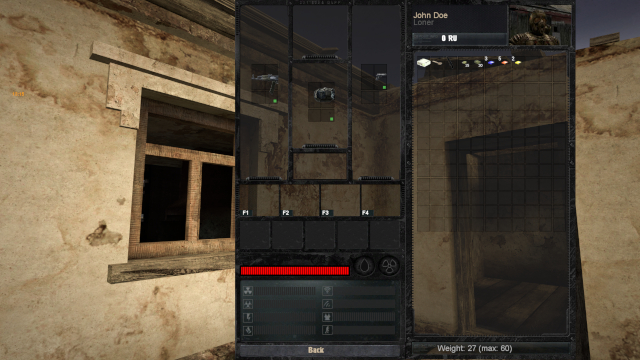 John Doe
Loner
0 RU
F1
F2
F3
F4
Back
Weight: 27 (max: 60)